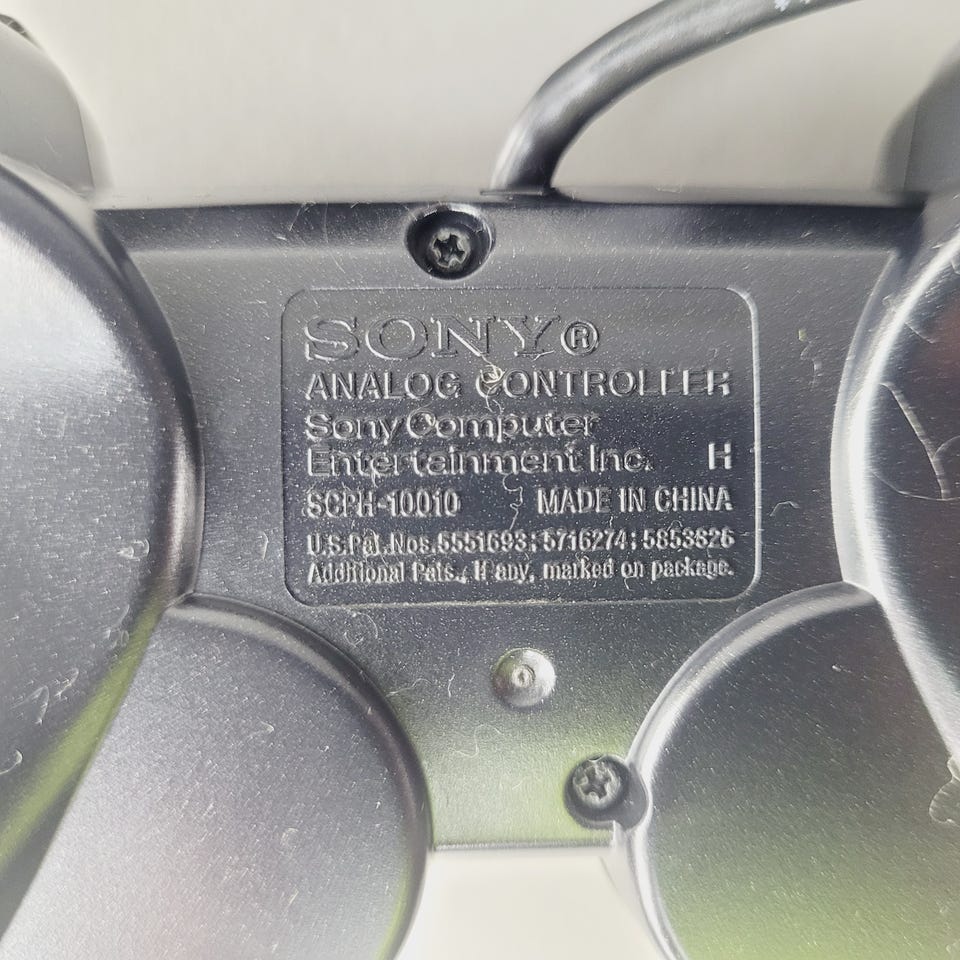 SONY®
ANALOG CONTROLLER
Sony Computer
Entertainment Inc. H
SCPH-10010 MADE IN CHINA
U.S.Pat.Nos.5551693; 5716274; 5853326
Additional Pats., if any, marked on package.